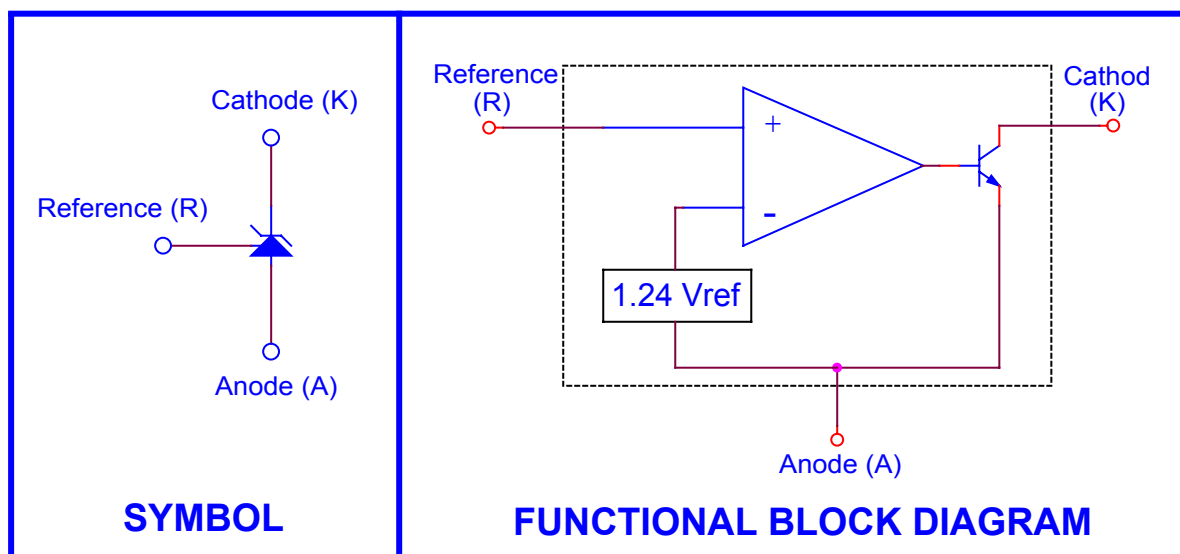 Cathode (K)
Reference (R)
Anode (A)
SYMBOL
Reference
(R)
Cathod
(K)
+
-
1.24 Vref
Anode (A)
FUNCTIONAL BLOCK DIAGRAM